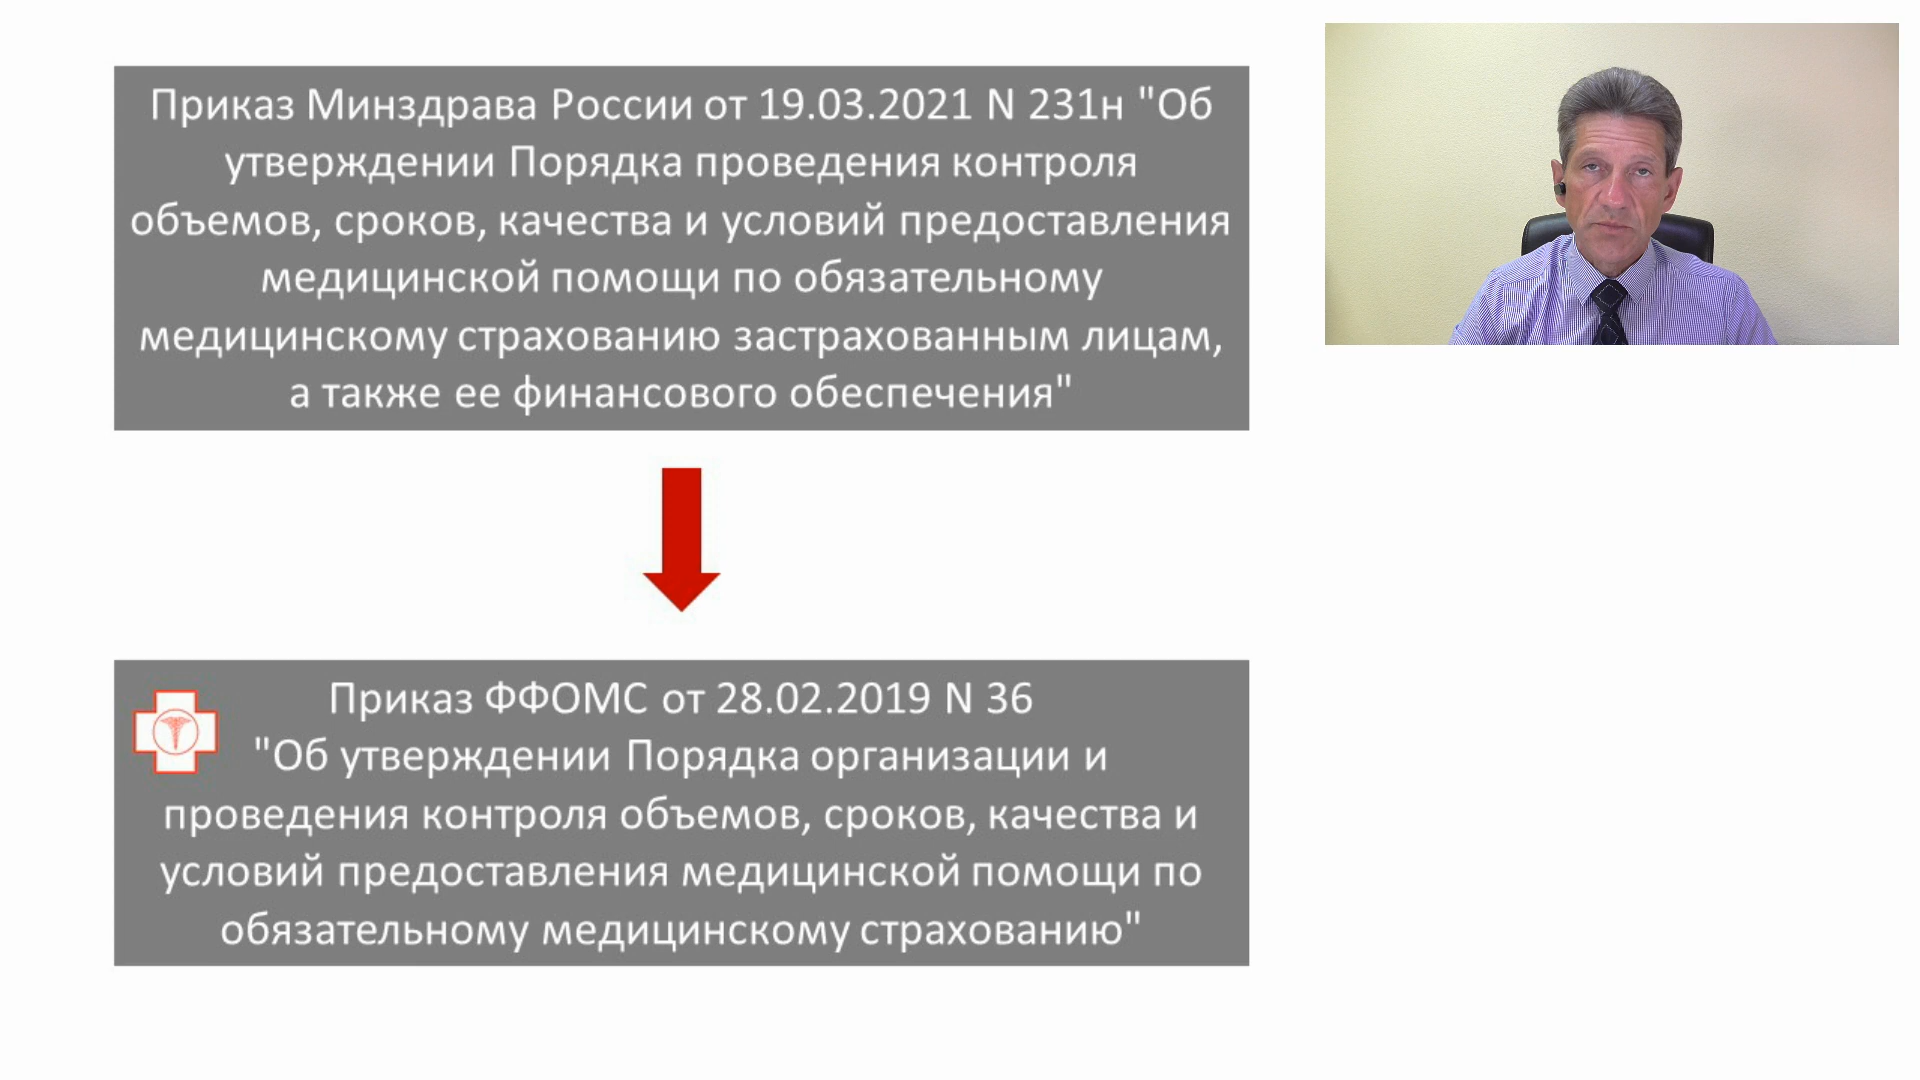 Приказ Минздрава России от 19.03.2021 N 231н "Об
утверждении Порядка проведения контроля
объемов, сроков, качества и условий предоставления
медицинской помощи по обязательному
медицинскому страхованию застрахованным лицам,
а также ее финансового обеспечения"
Приказ ФФОМС от 28.02.2019 N 36
"Об утверждении Порядка организации и
проведения контроля объемов, сроков, качества и
условий предоставления медицинской помощи по
обязательному медицинскому страхованию"